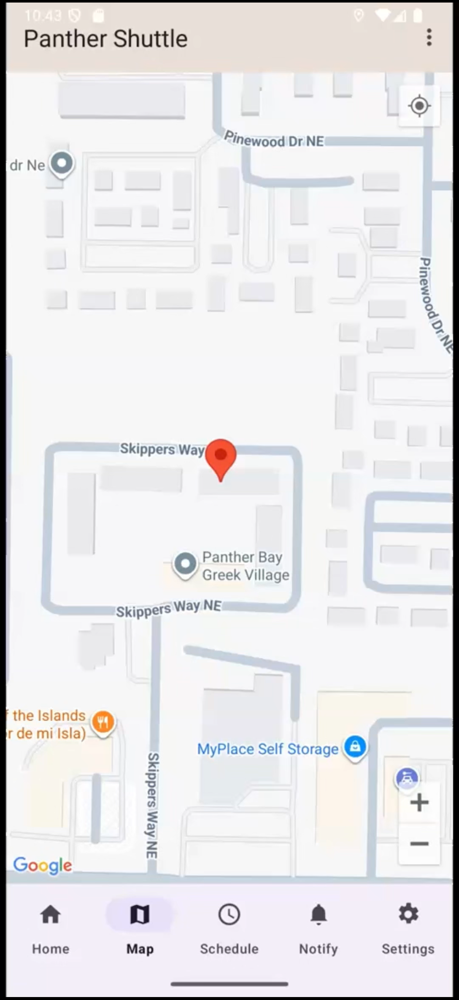 10:43
Panther Shuttle
Pinewood Dr NE
dr Ne
Pinewood Dr NE
Skippers Way
Panther Bay
Greek Village
Skippers Way NE
f the Islands
r de mi Isla)
MyPlace Self Storage
Skippers Way NE
Google
Home
Map
Schedule
Notify
Settings